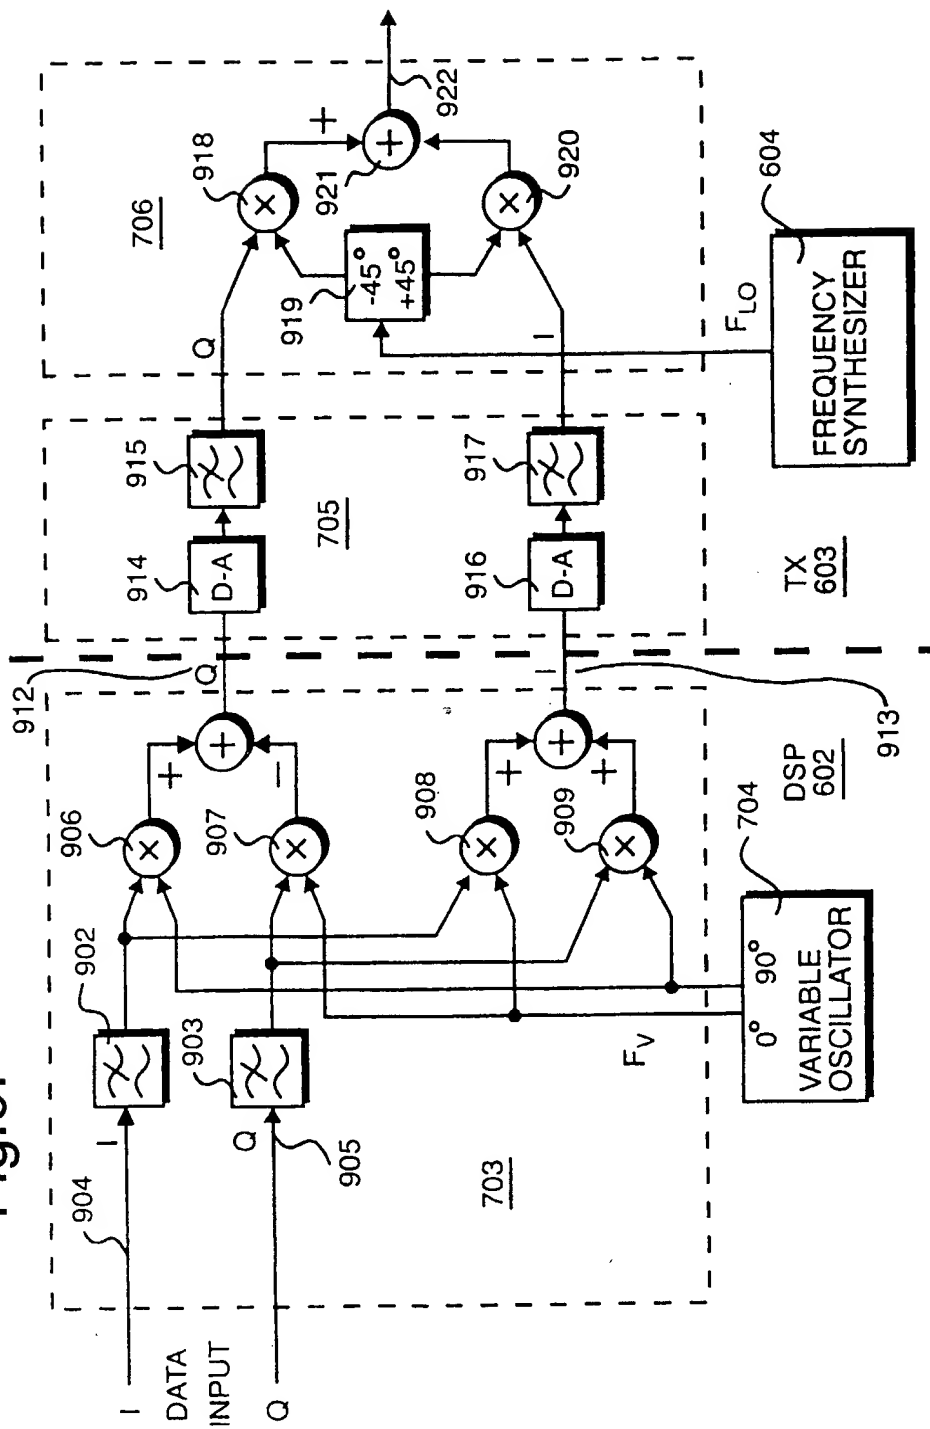 Fig.9.
904
I
I
DATA
INPUT
Q
Q
905
902
903
703
906
907
908
909
+
−
+
+
×
×
×
×
+
+
F_V
0°
90°
VARIABLE
OSCILLATOR
704
DSP
602
912
Q
I
913
914
D-A
915
705
916
D-A
917
TX
603
Q
I
706
918
×
919
-45°
+45°
920
×
921
+
+
922
F_LO
604
FREQUENCY
SYNTHESIZER